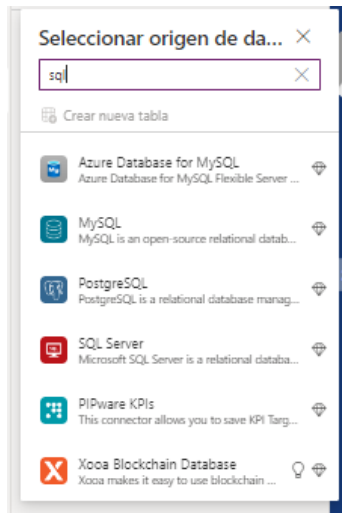 Seleccionar origen de da...
sql
Crear nueva tabla
Azure Database for MySQL
Azure Database for MySQL Flexible Server ...
MySQL
MySQL is an open-source relational datab...
PostgreSQL
PostgreSQL is a relational database manag...
SQL Server
Microsoft SQL Server is a relational databa...
PIPware KPIs
This connector allows you to save KPI Targ...
Xooa Blockchain Database
Xooa makes it easy to use blockchain ...